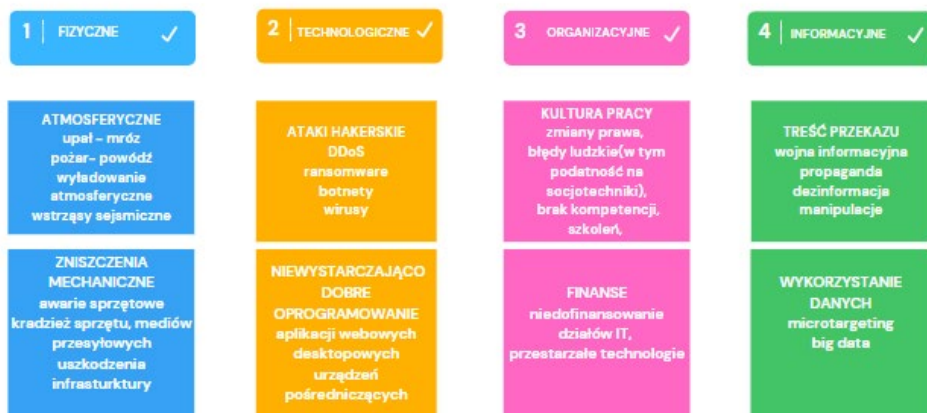 1 FIZYCZNE
2 TECHNOLOGICZNE
3 ORGANIZACYJNE
4 INFORMACYJNE
ATMOSFERYCZNE
upał – mróz
pożar– powódź
wyładowanie
atmosferyczne
wstrząsy sejsmiczne
ATAKI HAKERSKIE
DDoS
ransomware
botnety
wirusy
KULTURA PRACY
zmiany prawa,
błędy ludzkie(w tym
podatność na
socjotechniki),
brak kompetencji,
szkoleń,
TREŚĆ PRZEKAZU
wojna informacyjna
propaganda
dezinformacja
manipulacje
ZNISZCZENIA
MECHANICZNE
awarie sprzętowe
kradzież sprzętu, mediów
przesyłowych
uszkodzenia
infrasturktury
NIEWYSTARCZAJĄCO
DOBRE
OPROGRAMOWANIE
aplikacji webowych
desktopowych
urządzeń
pośredniczących
FINANSE
niedofinansowanie
działów IT,
przestarzałe technologie
WYKORZYSTANIE
DANYCH
microtargeting
big data